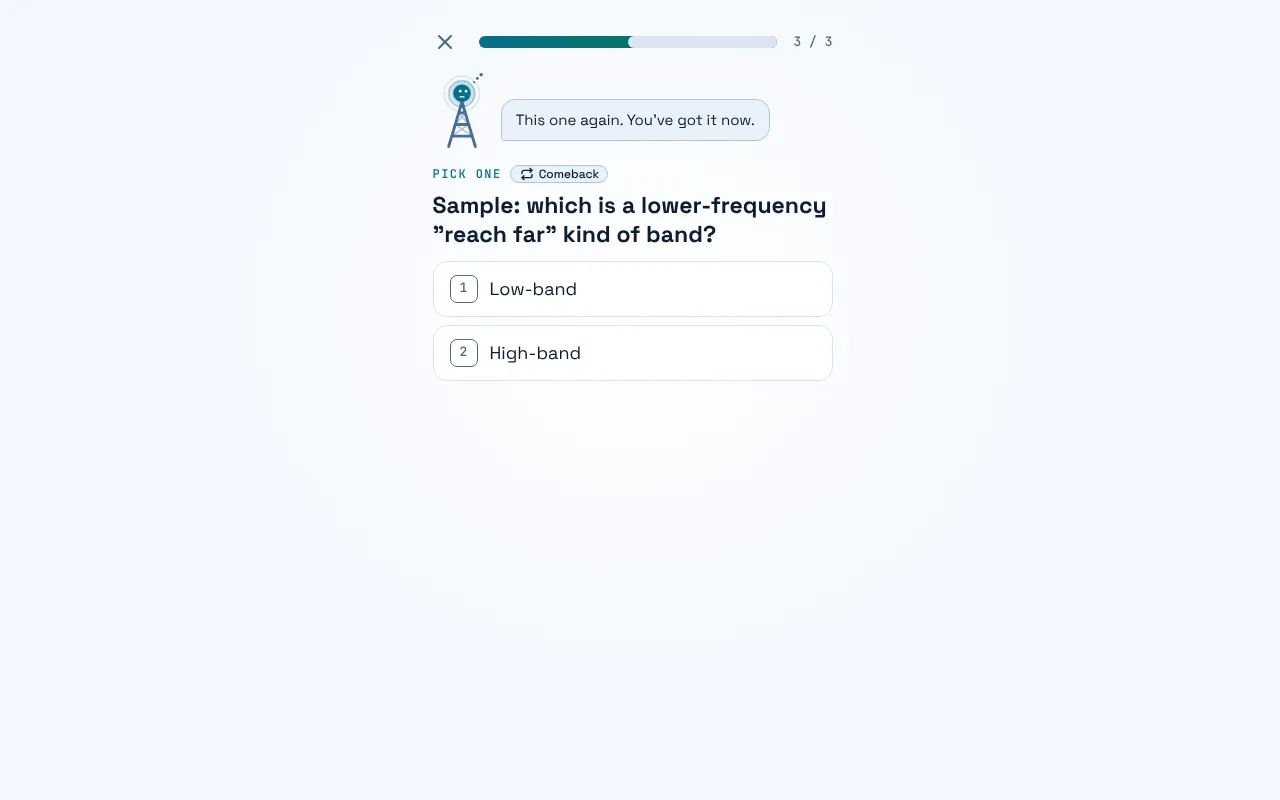 3 / 3
This one again. You’ve got it now.
PICK ONE Comeback
Sample: which is a lower-frequency
”reach far” kind of band?
1 Low-band
2 High-band